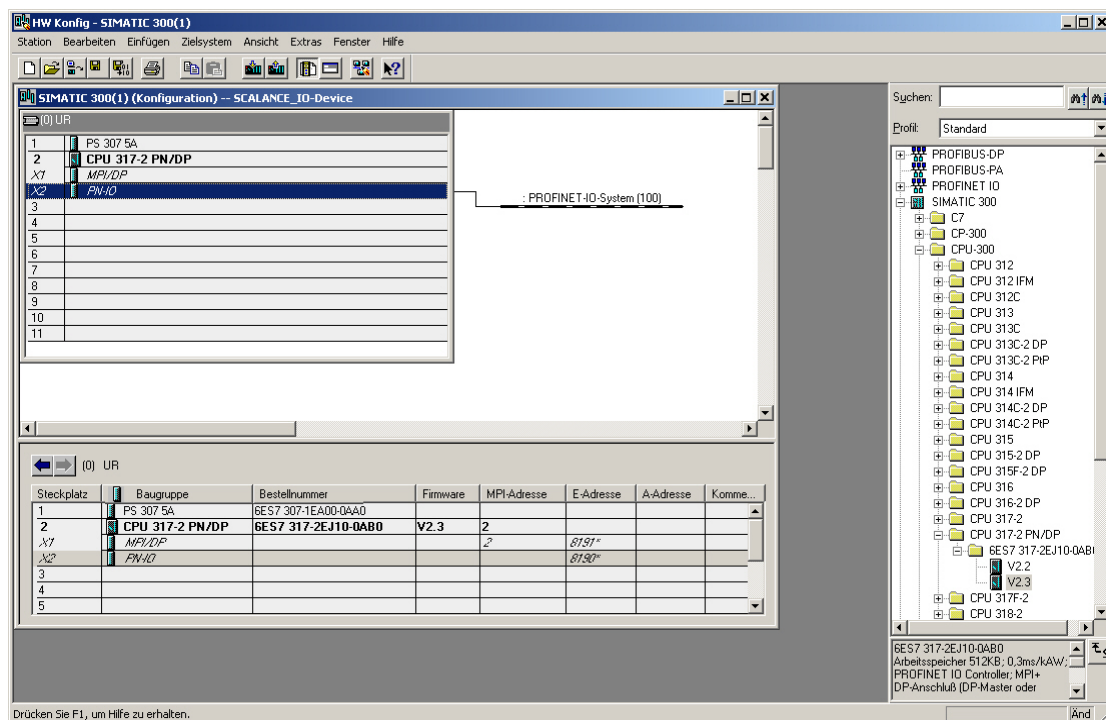 HW Konfig - SIMATIC 300(1)
Station Bearbeiten Einfügen Zielsystem Ansicht Extras Fenster Hilfe
SIMATIC 300(1) (Konfiguration) -- SCALANCE_IO-Device
(0) UR
1 PS 307 5A
2 CPU 317-2 PN/DP
X1 MPI/DP
X2 PN-IO
3
4
5
6
7
8
9
10
11
: PROFINET-IO-System (100)
(0) UR
Steckplatz Baugruppe Bestellnummer Firmware MPI-Adresse E-Adresse A-Adresse Komme...
1 PS 307 5A 6ES7 307-1EA00-0AA0
2 CPU 317-2 PN/DP 6ES7 317-2EJ10-0AB0 V2.3 2
X1 MPI/DP 2 8191*
X2 PN-IO 8190*
3
4
5
Suchen:
Profil: Standard
PROFIBUS-DP
PROFIBUS-PA
PROFINET IO
SIMATIC 300
C7
CP-300
CPU-300
CPU 312
CPU 312 IFM
CPU 312C
CPU 313
CPU 313C
CPU 313C-2 DP
CPU 313C-2 PtP
CPU 314
CPU 314 IFM
CPU 314C-2 DP
CPU 314C-2 PtP
CPU 315
CPU 315-2 DP
CPU 315F-2 DP
CPU 316
CPU 316-2 DP
CPU 317-2
CPU 317-2 PN/DP
6ES7 317-2EJ10-0AB
V2.2
V2.3
CPU 317F-2
CPU 318-2
6ES7 317-2EJ10-0AB0
Arbeitsspeicher 512KB; 0,3ms/kAW;
PROFINET IO Controller; MPI+
DP-Anschluß (DP-Master oder
Drücken Sie F1, um Hilfe zu erhalten.
Änd